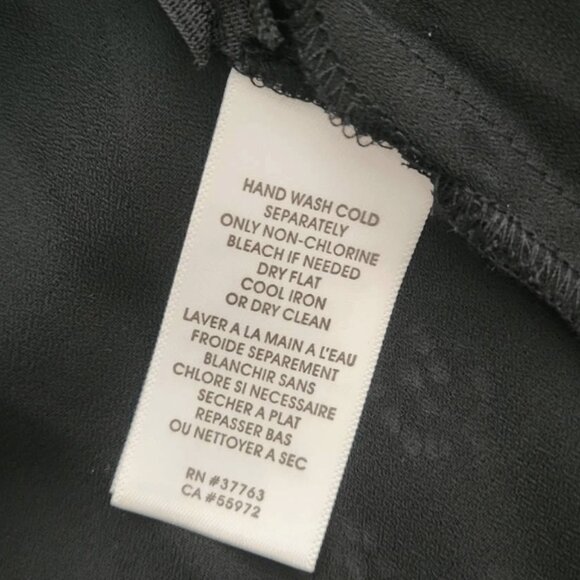 HAND WASH COLD
SEPARATELY
ONLY NON-CHLORINE
BLEACH IF NEEDED
DRY FLAT
COOL IRON
OR DRY CLEAN
LAVER A LA MAIN A L'EAU
FROIDE SEPAREMENT
BLANCHIR SANS
CHLORE SI NECESSAIRE
SECHER A PLAT
REPASSER BAS
OU NETTOYER A SEC
RN #37763
CA #55972